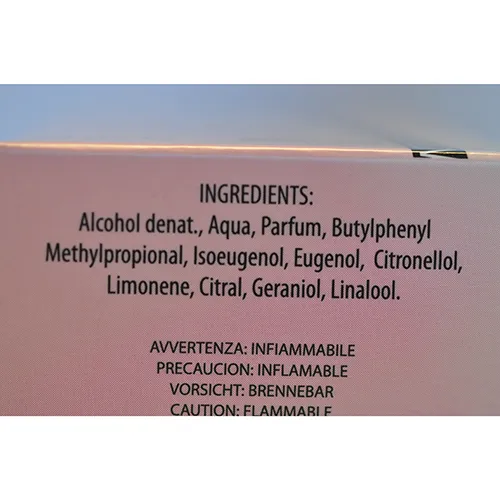 INGREDIENTS:
Alcohol denat., Aqua, Parfum, Butylphenyl
Methylpropional, Isoeugenol, Eugenol, Citronellol,
Limonene, Citral, Geraniol, Linalool.
AVVERTENZA: INFIAMMABILE
PRECAUCION: INFLAMABLE
VORSICHT: BRENNEBAR
CAUTION: FLAMMABLE